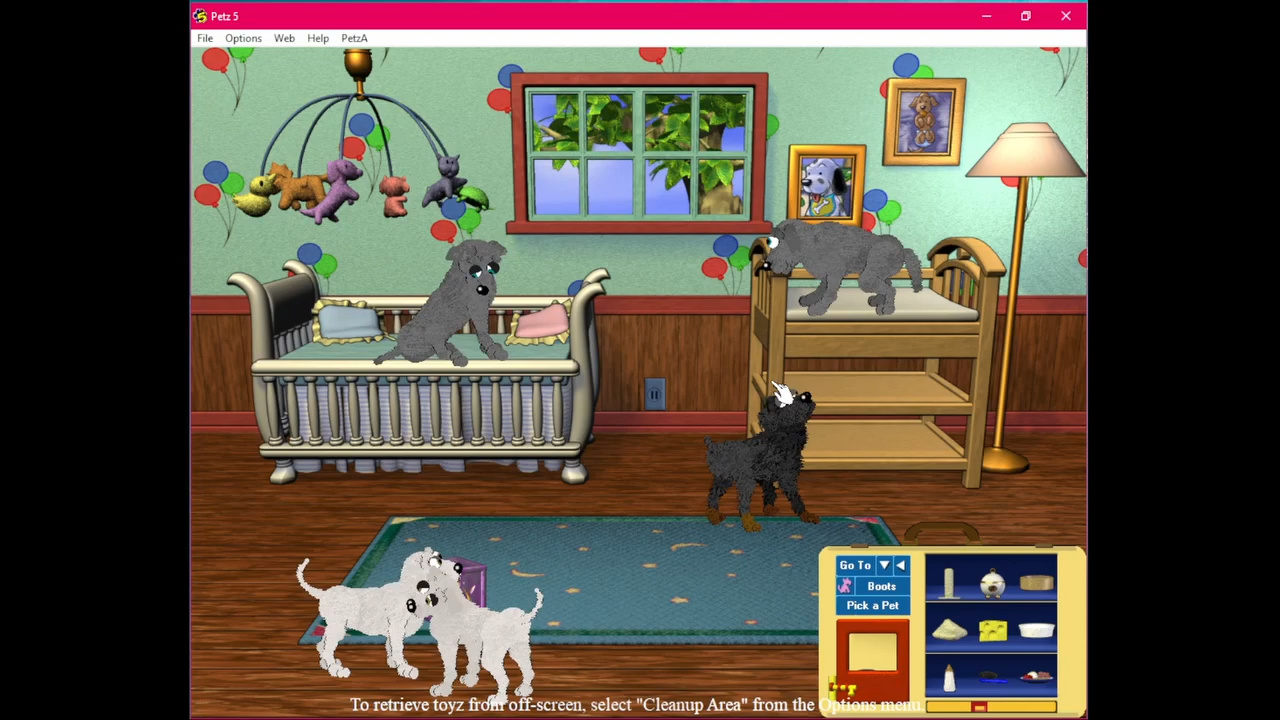 Petz 5
File Options Web Help PetzA
Go To
Boots
Pick a Pet
To retrieve toyz from off-screen, select "Cleanup Area" from the Options menu.